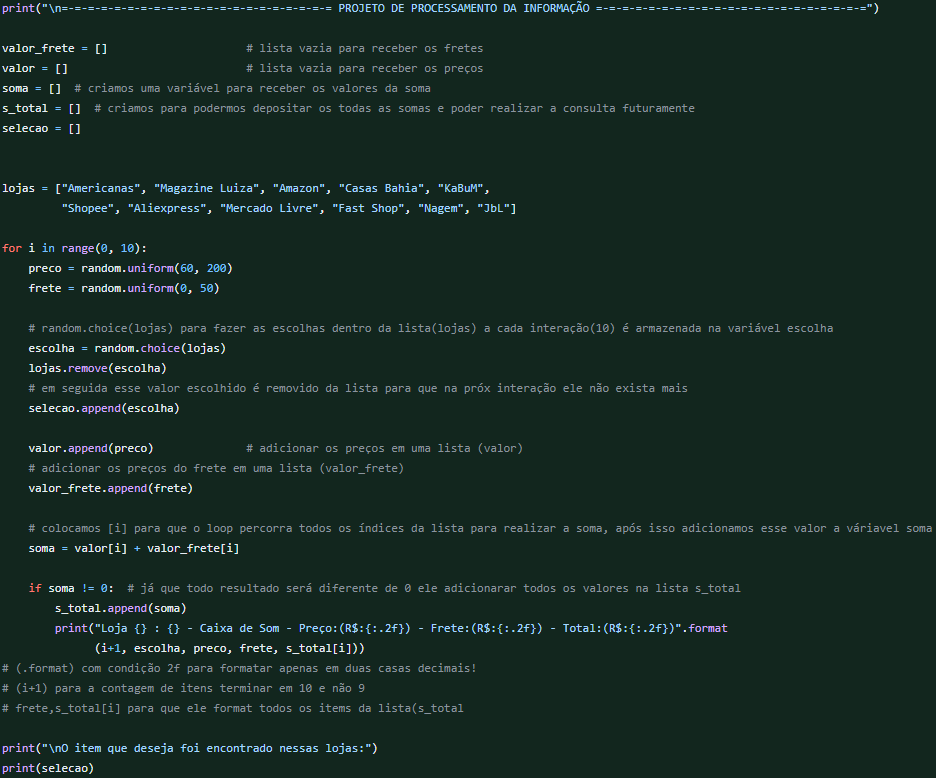 print("\n=-=-=-=-=-=-=-=-=-=-=-=-=-=-=-=-=-=-=-=-= PROJETO DE PROCESSAMENTO DA INFORMAÇÃO =-=-=-=-=-=-=-=-=-=-=-=-=-=-=-=-=-=-=-=-=")
valor_frete = []                     # lista vazia para receber os fretes
valor = []                           # lista vazia para receber os preços
soma = []  # criamos uma variável para receber os valores da soma
s_total = []  # criamos para podermos depositar os todas as somas e poder realizar a consulta futuramente
selecao = []
lojas = ["Americanas", "Magazine Luiza", "Amazon", "Casas Bahia", "KaBuM",
         "Shopee", "Aliexpress", "Mercado Livre", "Fast Shop", "Nagem", "JbL"]
for i in range(0, 10):
    preco = random.uniform(60, 200)
    frete = random.uniform(0, 50)
    # random.choice(lojas) para fazer as escolhas dentro da lista(lojas) a cada interação(10) é armazenada na variável escolha
    escolha = random.choice(lojas)
    lojas.remove(escolha)
    # em seguida esse valor escolhido é removido da lista para que na próx interação ele não exista mais
    selecao.append(escolha)
    valor.append(preco)              # adicionar os preços em uma lista (valor)
    # adicionar os preços do frete em uma lista (valor_frete)
    valor_frete.append(frete)
    # colocamos [i] para que o loop percorra todos os índices da lista para realizar a soma, após isso adicionamos esse valor a váriavel soma
    soma = valor[i] + valor_frete[i]
    if soma != 0:  # já que todo resultado será diferente de 0 ele adicionarar todos os valores na lista s_total
        s_total.append(soma)
        print("Loja {} : {} - Caixa de Som - Preço:(R$:{:.2f}) - Frete:(R$:{:.2f}) - Total:(R$:{:.2f})".format
              (i+1, escolha, preco, frete, s_total[i]))
# (.format) com condição 2f para formatar apenas em duas casas decimais!
# (i+1) para a contagem de itens terminar em 10 e não 9
# frete,s_total[i] para que ele format todos os items da lista(s_total
print("\nO item que deseja foi encontrado nessas lojas:")
print(selecao)